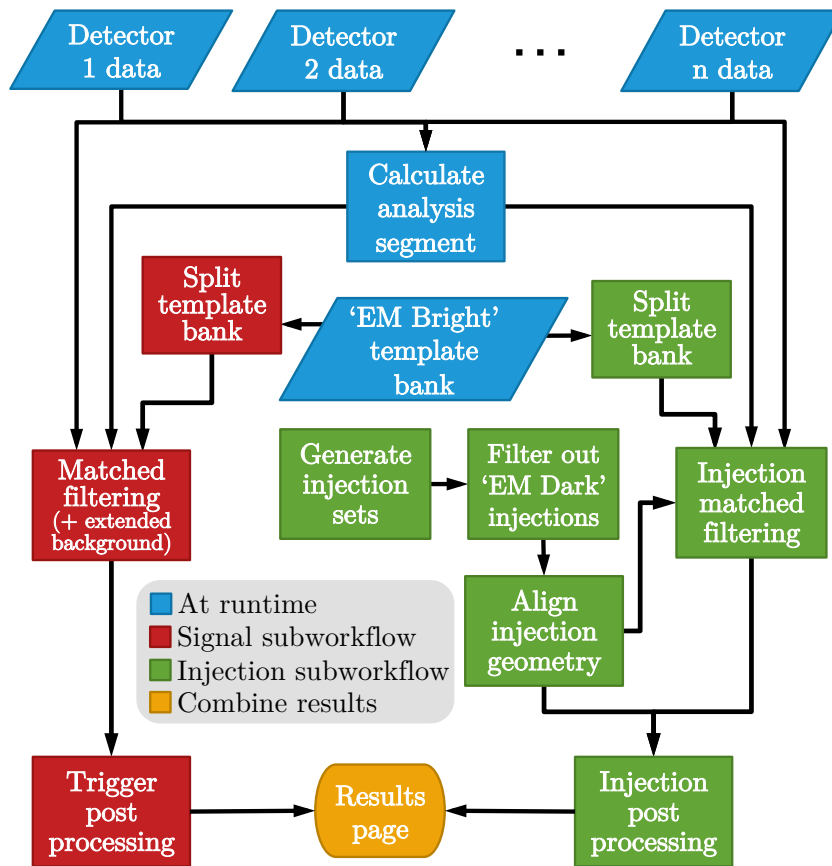 Detector
1 data
Detector
2 data
...
Detector
n data
Calculate
analysis
segment
Split
template
bank
‘EM Bright’
template
bank
Split
template
bank
Matched
filtering
(+ extended
background)
Generate
injection
sets
Filter out
‘EM Dark’
injections
Injection
matched
filtering
Align
injection
geometry
At runtime
Signal subworkflow
Injection subworkflow
Combine results
Trigger
post
processing
Results
page
Injection
post
processing